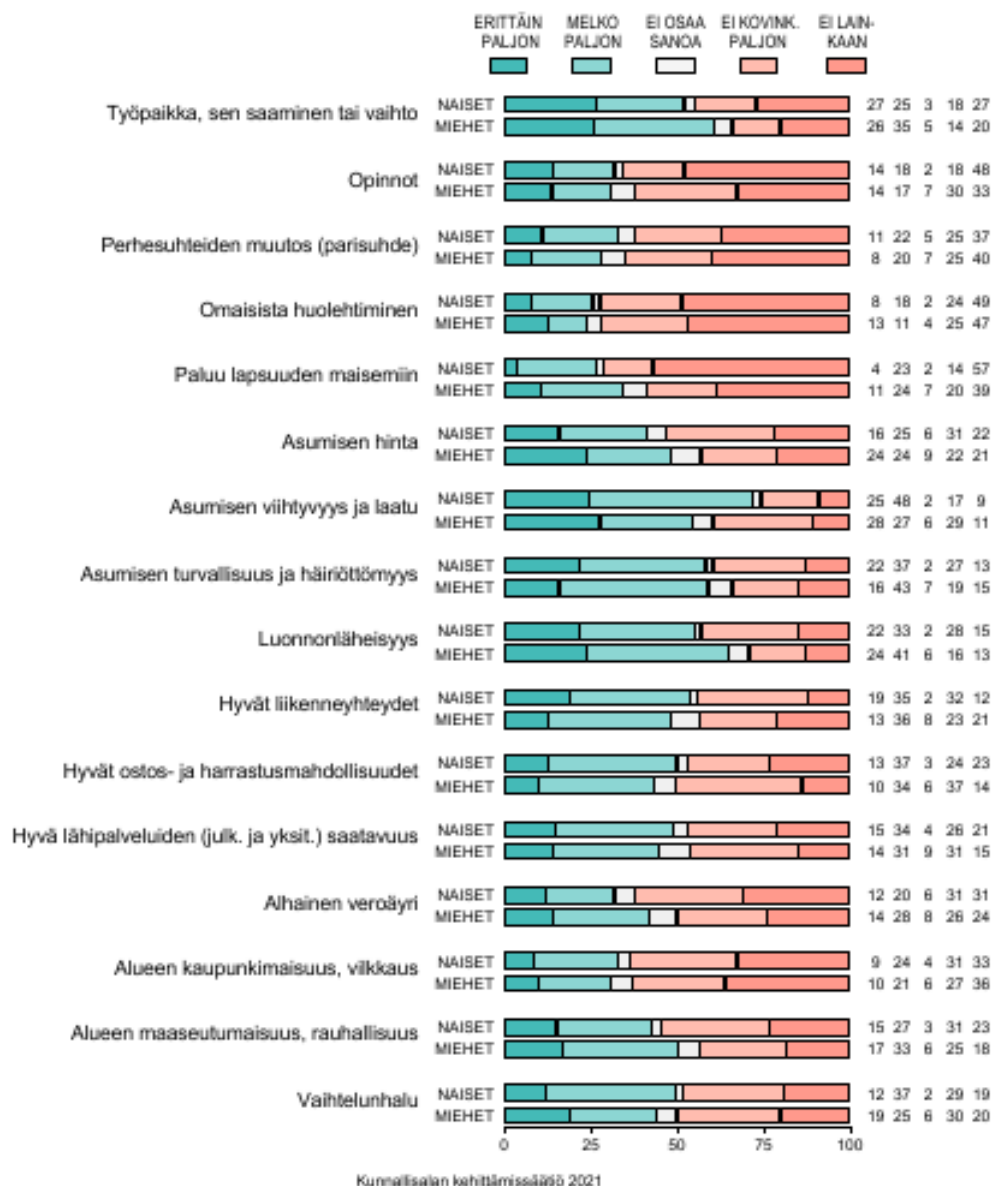 ERITTÄIN MELKO EI OSAA EI KOVINK. EI LAIN-
PALJON PALJON SANOA PALJON KAAN
Työpaikka, sen saaminen tai vaihto
NAISET 27 25 3 18 27
MIEHET 26 35 5 14 20
Opinnot
NAISET 14 18 2 18 48
MIEHET 14 17 7 30 33
Perhesuhteiden muutos (parisuhde)
NAISET 11 22 5 25 37
MIEHET 8 20 7 25 40
Omaisista huolehtiminen
NAISET 8 18 2 24 49
MIEHET 13 11 4 25 47
Paluu lapsuuden maisemiin
NAISET 4 23 2 14 57
MIEHET 11 24 7 20 39
Asumisen hinta
NAISET 16 25 6 31 22
MIEHET 24 24 9 22 21
Asumisen viihtyvyys ja laatu
NAISET 25 48 2 17 9
MIEHET 28 27 6 29 11
Asumisen turvallisuus ja häiriöttömyys
NAISET 22 37 2 27 13
MIEHET 16 43 7 19 15
Luonnonläheisyys
NAISET 22 33 2 28 15
MIEHET 24 41 6 16 13
Hyvät liikenneyhteydet
NAISET 19 35 2 32 12
MIEHET 13 36 8 23 21
Hyvät ostos- ja harrastusmahdollisuudet
NAISET 13 37 3 24 23
MIEHET 10 34 6 37 14
Hyvä lähipalveluiden (julk. ja yksit.) saatavuus
NAISET 15 34 4 26 21
MIEHET 14 31 9 31 15
Alhainen veroäyri
NAISET 12 20 6 31 31
MIEHET 14 28 8 26 24
Alueen kaupunkimaisuus, vilkkaus
NAISET 9 24 4 31 33
MIEHET 10 21 6 27 36
Alueen maaseutumaisuus, rauhallisuus
NAISET 15 27 3 31 23
MIEHET 17 33 6 25 18
Vaihtelunhalu
NAISET 12 37 2 29 19
MIEHET 19 25 6 30 20
0 25 50 75 100
Kunnallisalan kehittämissäätiö 2021